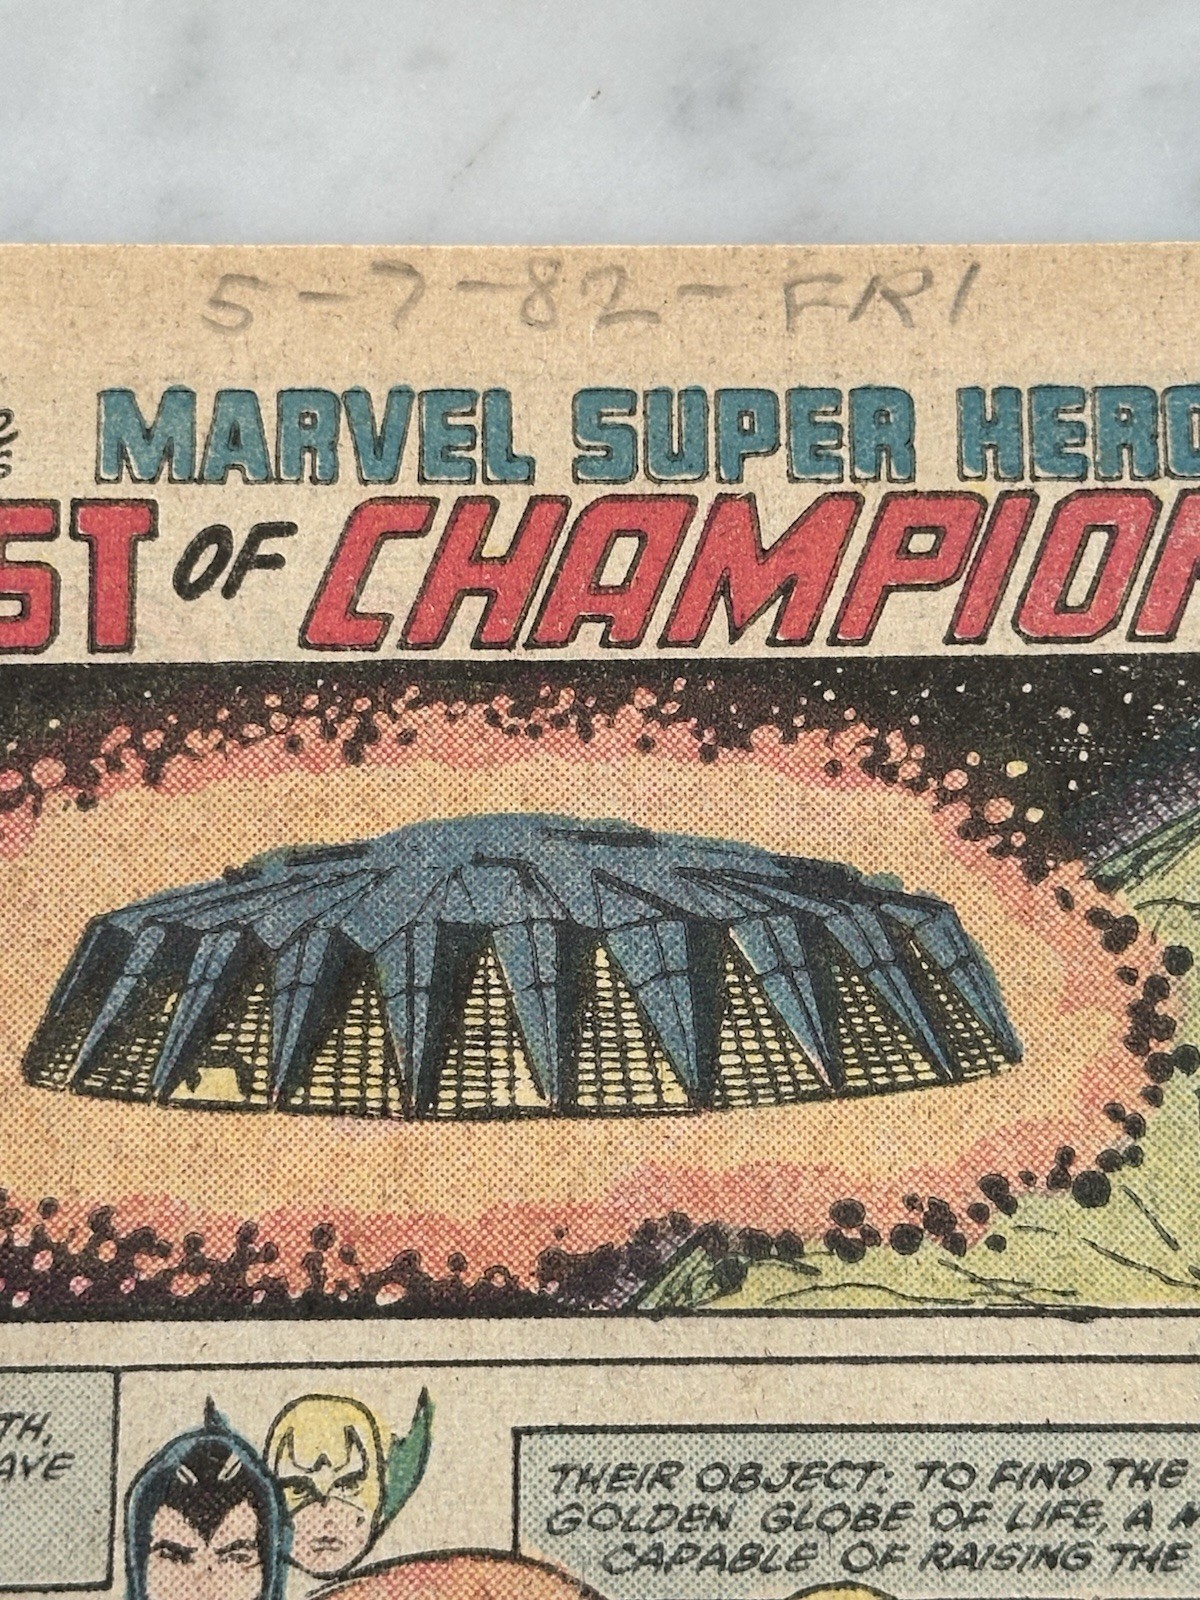 5-7-82-FRI
MARVEL SUPER HERO
ST OF CHAMPION
TH,
AVE
THEIR OBJECT: TO FIND THE
GOLDEN GLOBE OF LIFE, A
CAPABLE OF RAISING THE